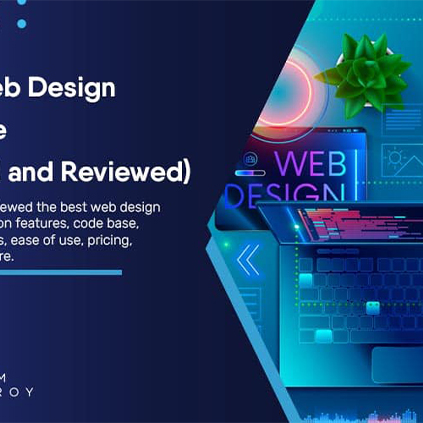 eb Design
e
and Reviewed)
ewed the best web design
on features, code base,
s, ease of use, pricing,
re.
WEB
DESIGN
M
ROY